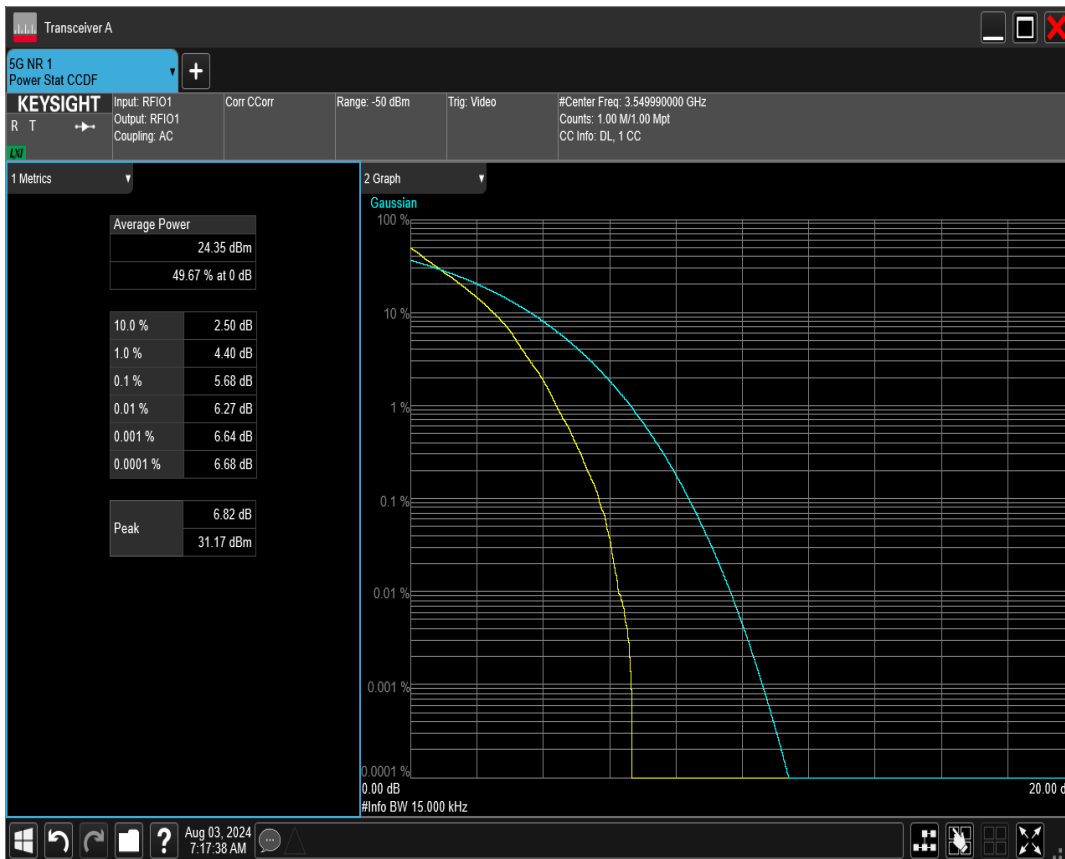 Transceiver A
5G NR 1
Power Stat CCDF
+
KEYSIGHT
R T
LXI
Input: RFIO1
Output: RFIO1
Coupling: AC
Corr CCorr
Range: -50 dBm
Trig: Video
#Center Freq: 3.549990000 GHz
Counts: 1.00 M/1.00 Mpt
CC Info: DL, 1 CC
1 Metrics
Average Power
24.35 dBm
49.67 % at 0 dB
10.0 % 2.50 dB
1.0 % 4.40 dB
0.1 % 5.68 dB
0.01 % 6.27 dB
0.001 % 6.64 dB
0.0001 % 6.68 dB
Peak 6.82 dB
31.17 dBm
2 Graph
Gaussian
100 %
10 %
1 %
0.1 %
0.01 %
0.001 %
0.0001 %
0.00 dB 20.00 d
#Info BW 15.000 kHz
?
Aug 03, 2024
7:17:38 AM